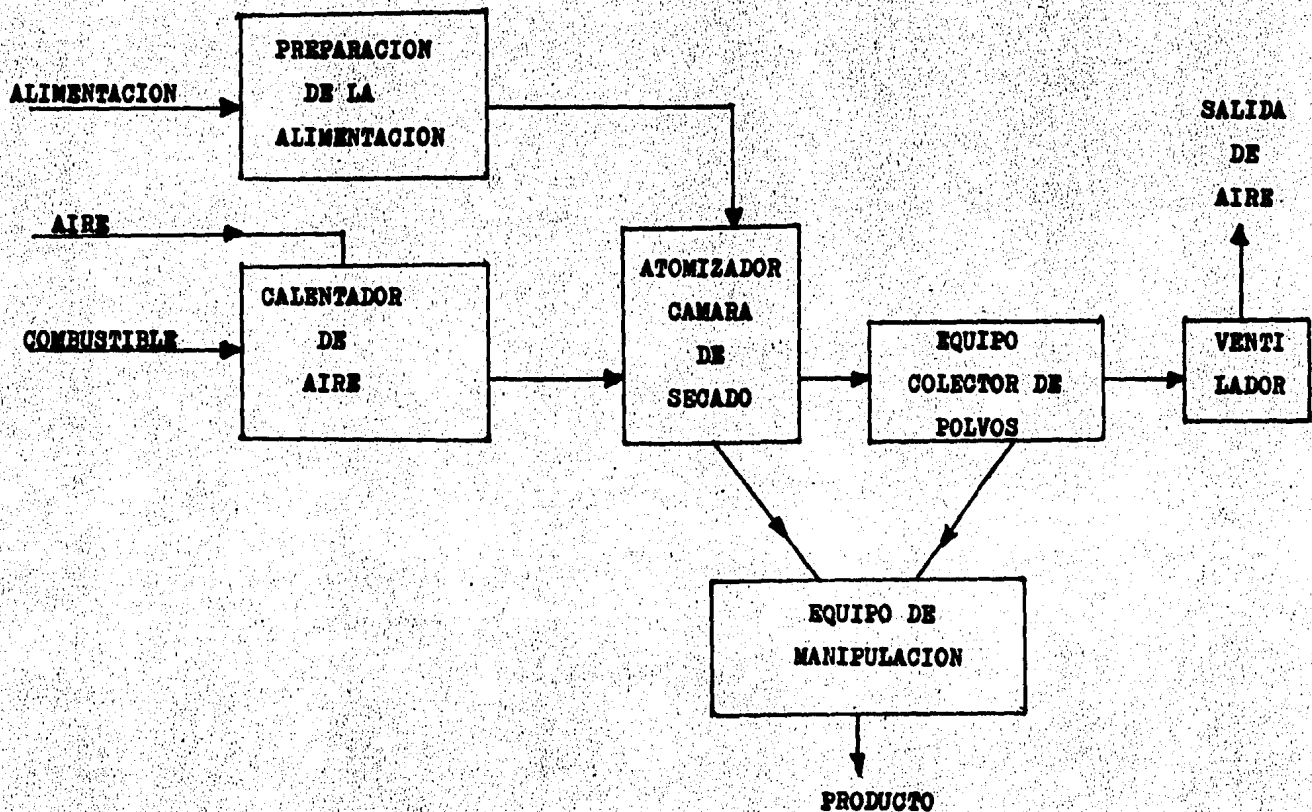 PREPARACION
DE LA
ALIMENTACION
ALIMENTACION
SALIDA
DE
AIRE
AIRE
CALENTADOR
DE
AIRE
COMBUSTIBLE
ATOMIZADOR
CAMARA
DE
SECADO
EQUIPO
COLECTOR DE
POLVOS
VENTI
LADOR
EQUIPO DE
MANIPULACION
PRODUCTO